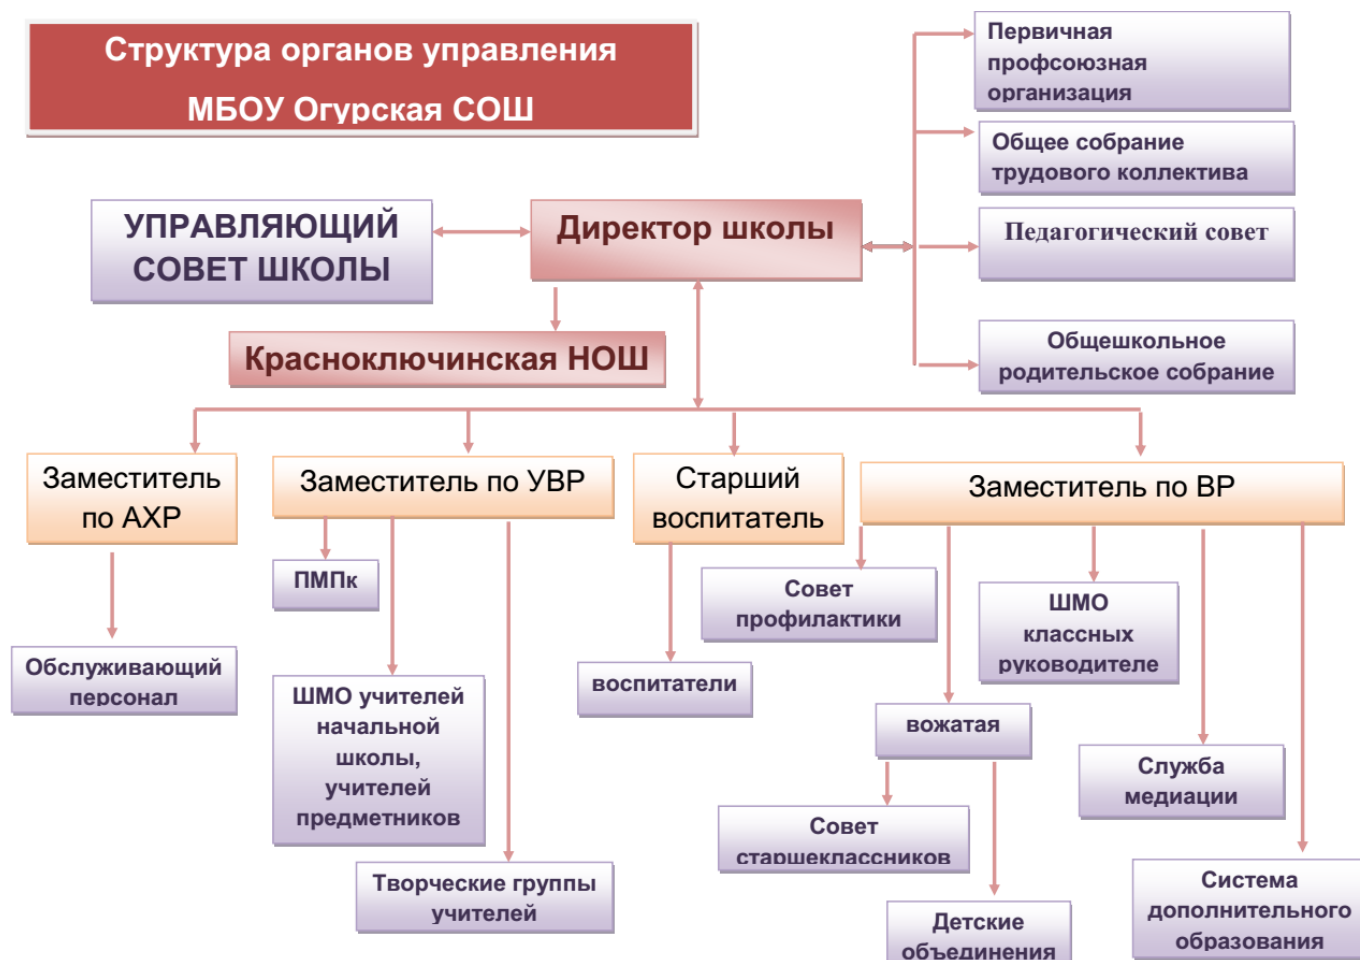 Структура органов управления
МБОУ Огурская СОШ
Первичная
профсоюзная
организация
Общее собрание
трудового коллектива
УПРАВЛЯЮЩИЙ
СОВЕТ ШКОЛЫ
Директор школы
Педагогический совет
Красноключинская НОШ
Общешкольное
родительское собрание
Заместитель
по АХР
Заместитель по УВР
Старший
воспитатель
Заместитель по ВР
ПМПк
Совет
профилактики
ШМО
классных
руководителе
Обслуживающий
персонал
ШМО учителей
начальной
школы,
учителей
предметников
воспитатели
вожатая
Служба
медиации
Совет
старшеклассников
Творческие группы
учителей
Система
дополнительного
образования
Детские
объединения